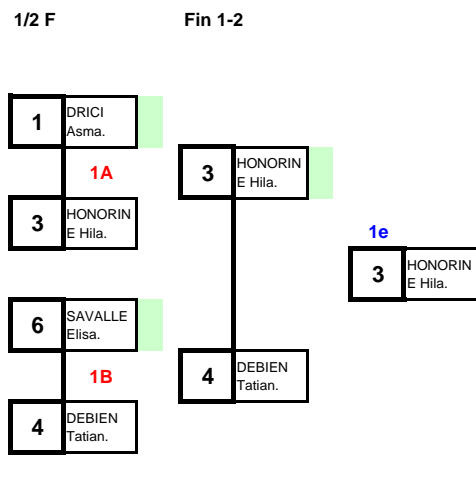 1/2 F
Fin 1-2
1
DRICI
Asma.
1A
3
HONORIN
E Hila.
6
SAVALLE
Elisa.
1B
4
DEBIEN
Tatian.
3
HONORIN
E Hila.
4
DEBIEN
Tatian.
1e
3
HONORIN
E Hila.